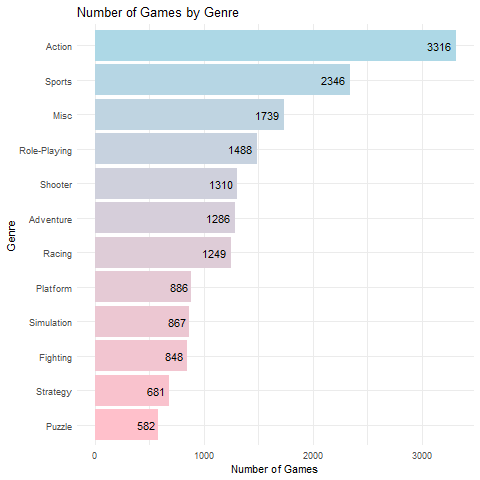 Number of Games by Genre
Genre
Action 3316
Sports 2346
Misc 1739
Role-Playing 1488
Shooter 1310
Adventure 1286
Racing 1249
Platform 886
Simulation 867
Fighting 848
Strategy 681
Puzzle 582
0 1000 2000 3000
Number of Games